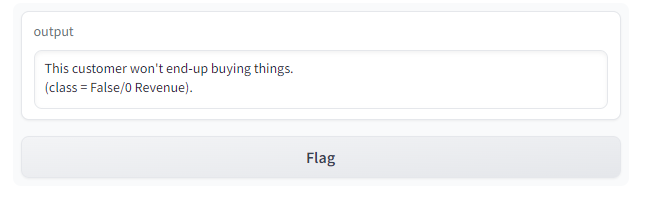 output
This customer won't end-up buying things.
(class = False/0 Revenue).
Flag